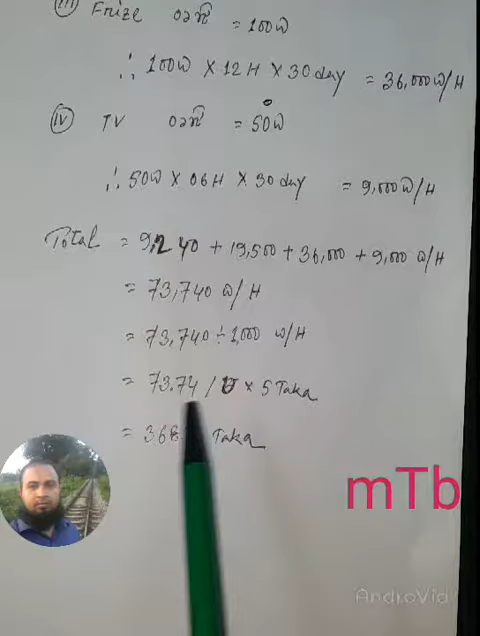 (iii) Frize ওয়াট = 100W
∴ 100W × 12 H × 30 day = 36,000 W/H
(iv) TV ওয়াট = 50W
∴ 50W × 06 H × 30 day = 9,000 W/H
Total = 9,240 + 19,500 + 36,000 + 9,000 W/H
= 73,740 W/H
= 73,740 ÷ 1,000 W/H
= 73.74 / U × 5 Taka
= 368 Taka
mTb
AndroVid